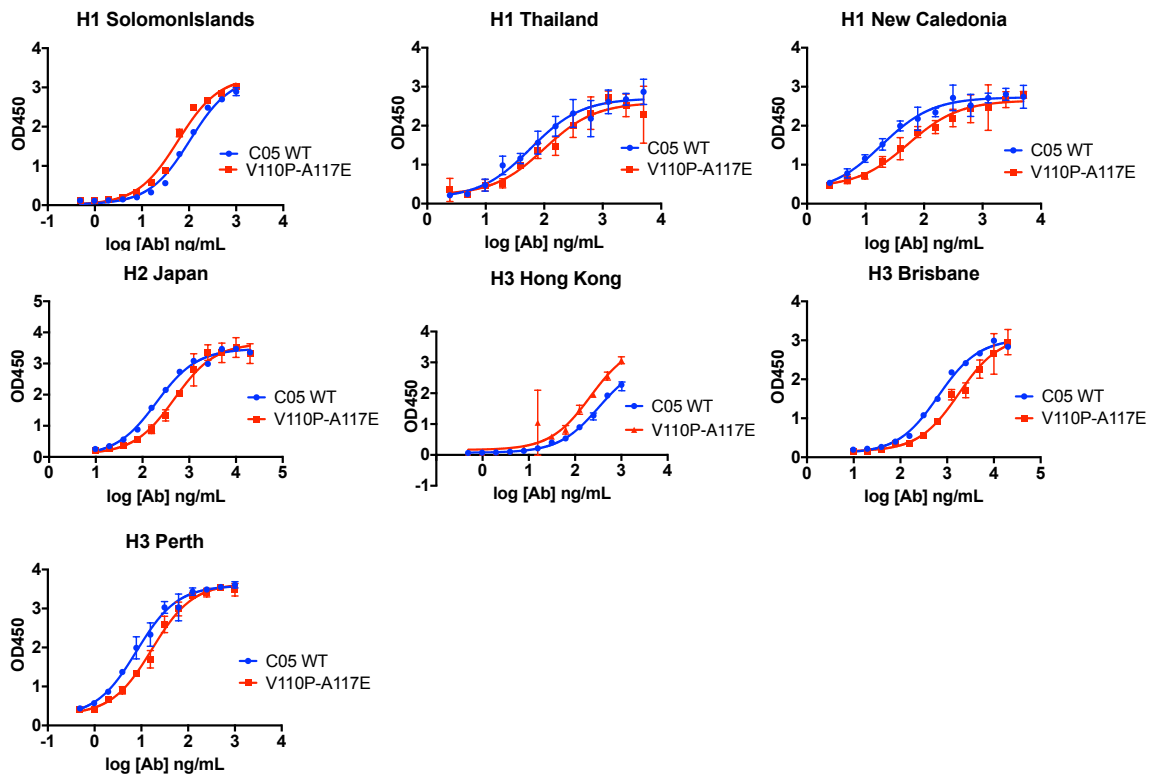 H1 SolomonIslands
OD450
4
3
2
1
0
-1
0
1
2
3
4
log [Ab] ng/mL
C05 WT
V110P-A117E
H1 Thailand
OD450
4
3
2
1
0
0
1
2
3
4
log [Ab] ng/mL
C05 WT
V110P-A117E
H1 New Caledonia
OD450
4
3
2
1
0
0
1
2
3
4
log [Ab] ng/mL
C05 WT
V110P-A117E
H2 Japan
OD450
5
4
3
2
1
0
0
1
2
3
4
5
log [Ab] ng/mL
C05 WT
V110P-A117E
H3 Hong Kong
OD450
4
3
2
1
-1
0
1
2
3
4
log [Ab] ng/mL
C05 WT
V110P-A117E
H3 Brisbane
OD450
4
3
2
1
0
0
1
2
3
4
5
log [Ab] ng/mL
C05 WT
V110P-A117E
H3 Perth
OD450
4
3
2
1
0
-1
0
1
2
3
4
log [Ab] ng/mL
C05 WT
V110P-A117E